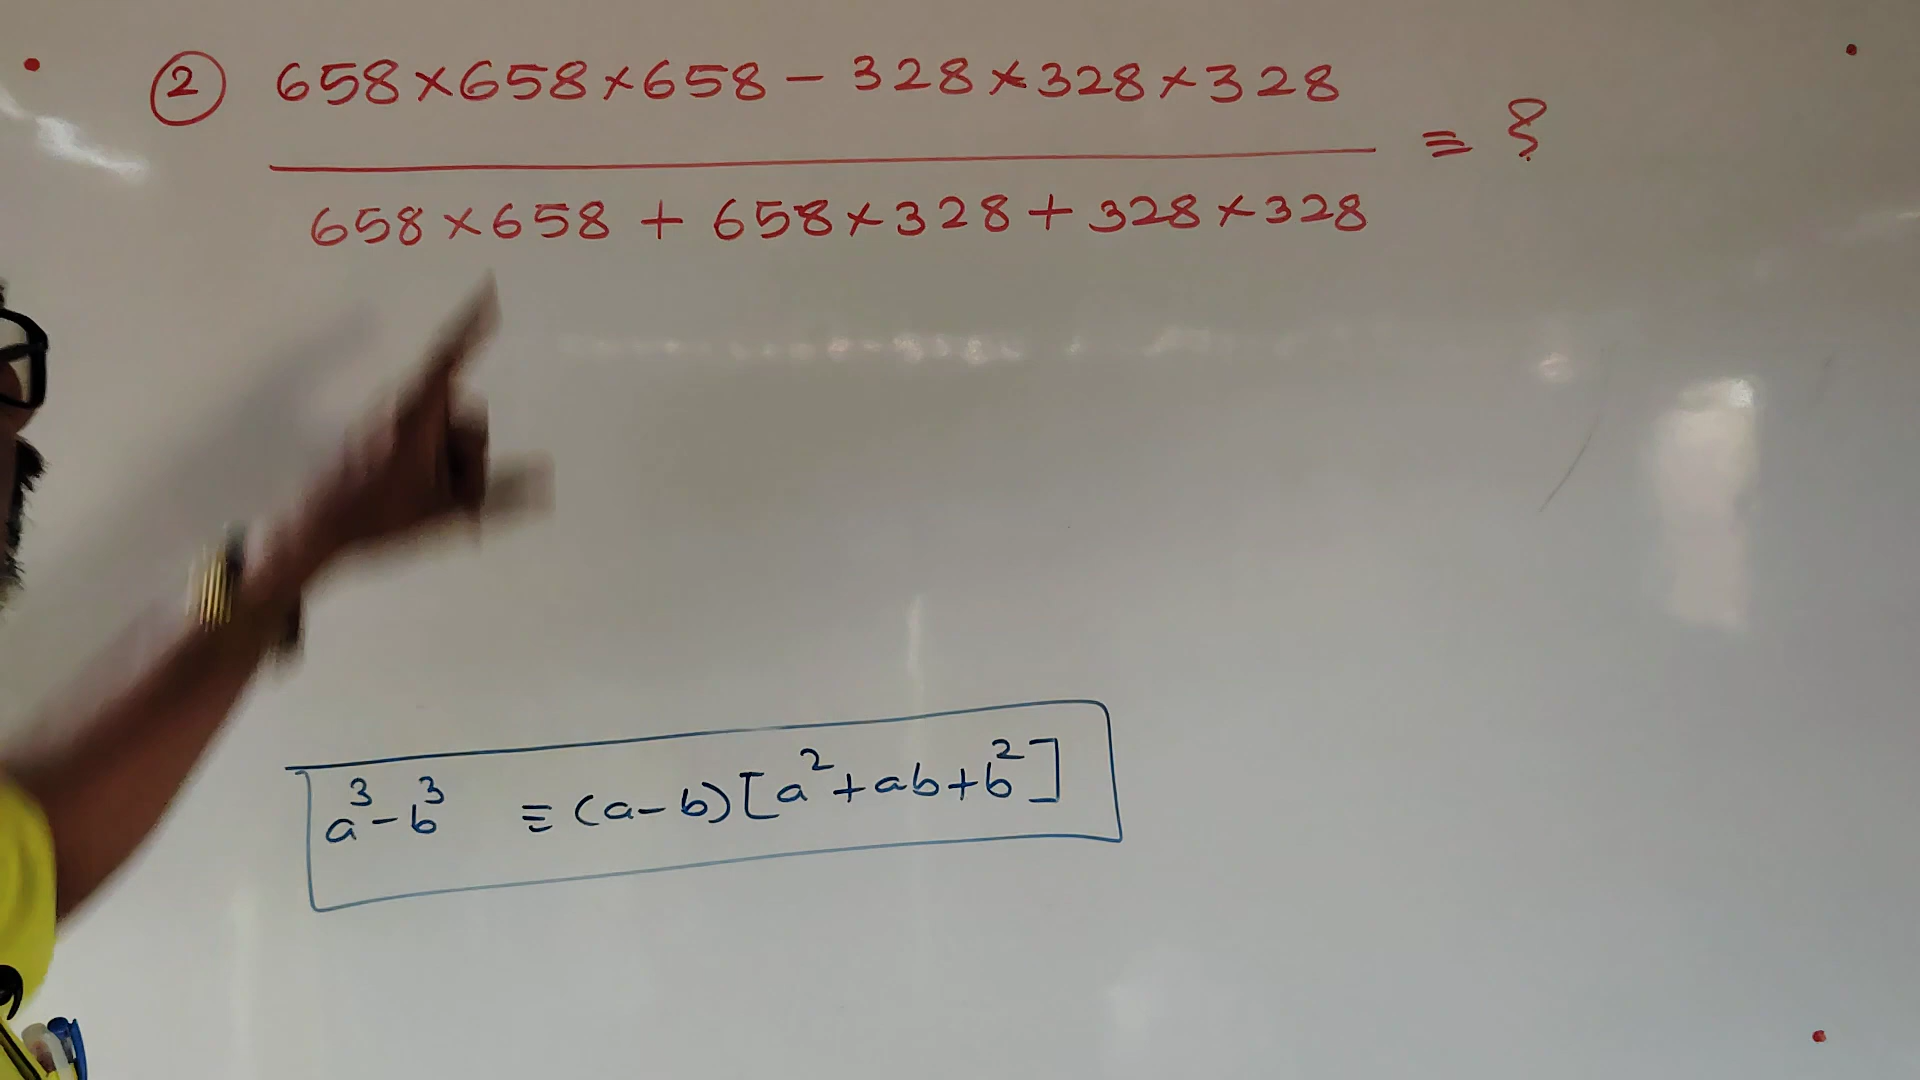 ② 658×658×658 − 328×328×328
658×658 + 658×328 + 328×328
= ?
a³−b³ = (a−b)[a²+ab+b²]